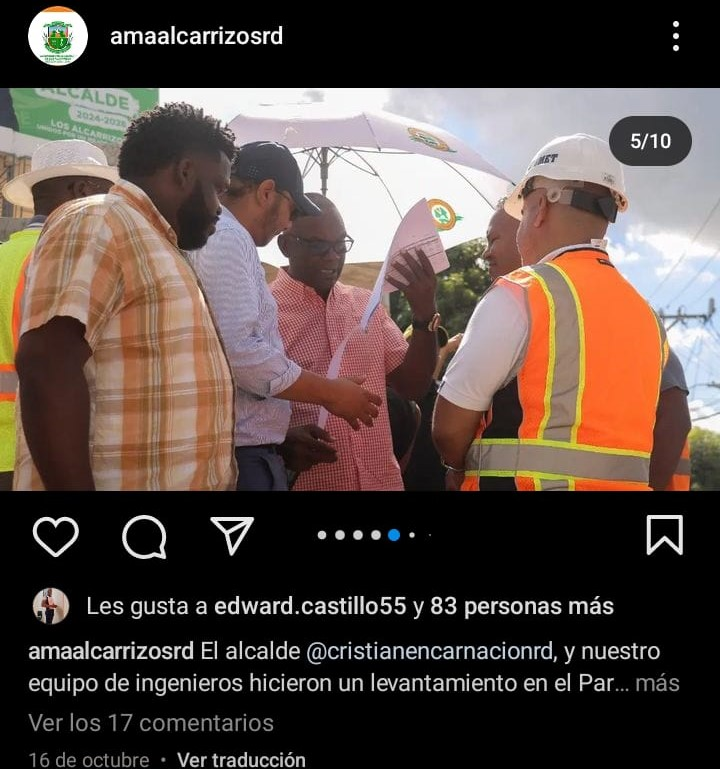 amaalcarrizosrd
ALCALDE
2024-2028
LOS ALCARRIZOS
5/10
Les gusta a edward.castillo55 y 83 personas más
amaalcarrizosrd El alcalde @cristianencarnacionrd, y nuestro
equipo de ingenieros hicieron un levantamiento en el Par... más
Ver los 17 comentarios
16 de octubre • Ver traducción